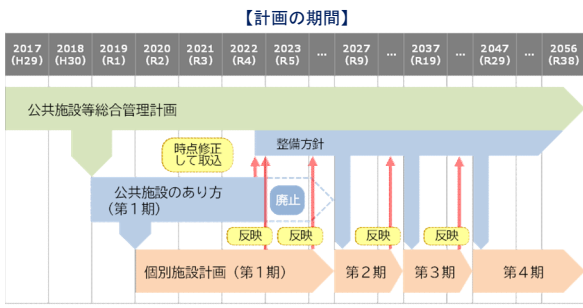 【計画の期間】
2017 2018 2019 2020 2021 2022 2023 … 2027 … 2037 … 2047 … 2056
(H29) (H30) (R1) (R2) (R3) (R4) (R5) (R9) (R19) (R29) (R38)
公共施設等総合管理計画
時点修正
して取込
整備方針
公共施設のあり方
（第１期）
廃止
反映 反映 反映 反映
個別施設計画（第１期） 第２期 第３期 第４期